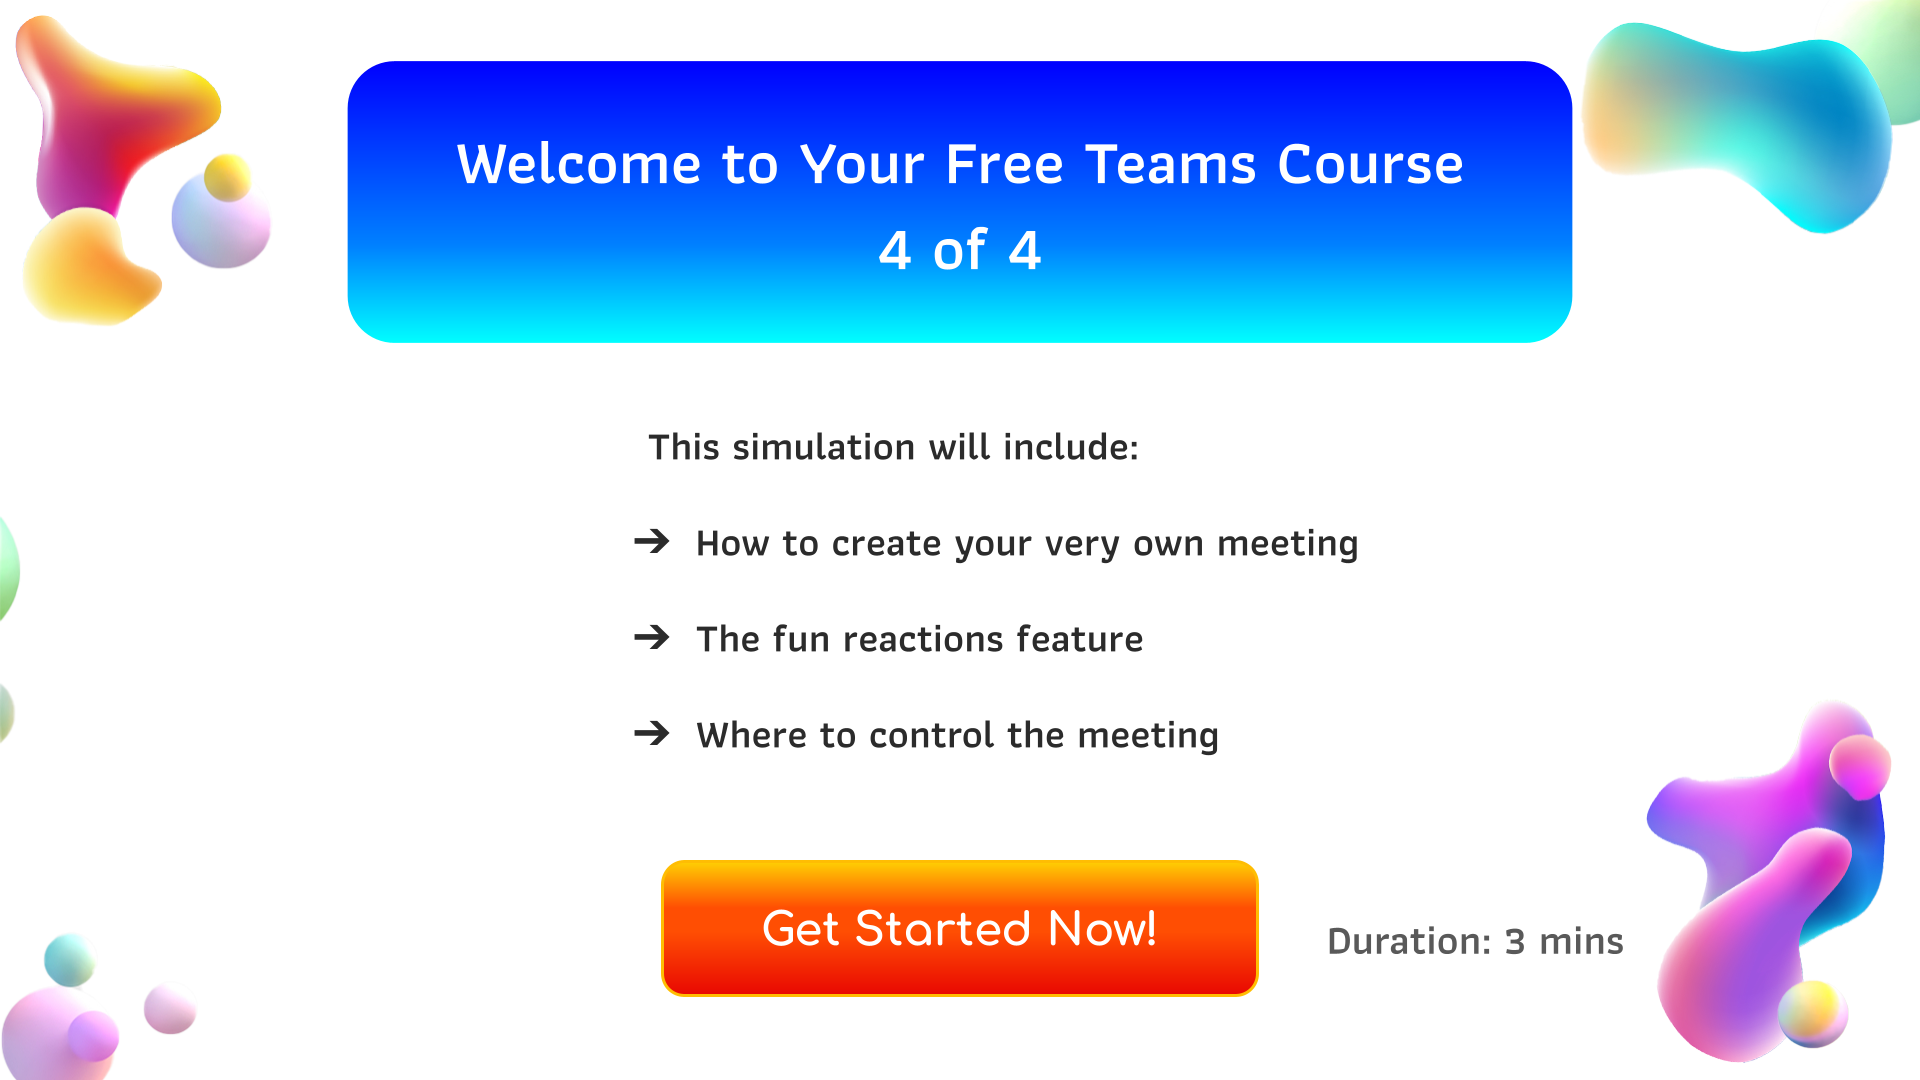 Welcome to Your Free Teams Course
4 of 4
This simulation will include:
➔ How to create your very own meeting
➔ The fun reactions feature
➔ Where to control the meeting
Get Started Now!
Duration: 3 mins